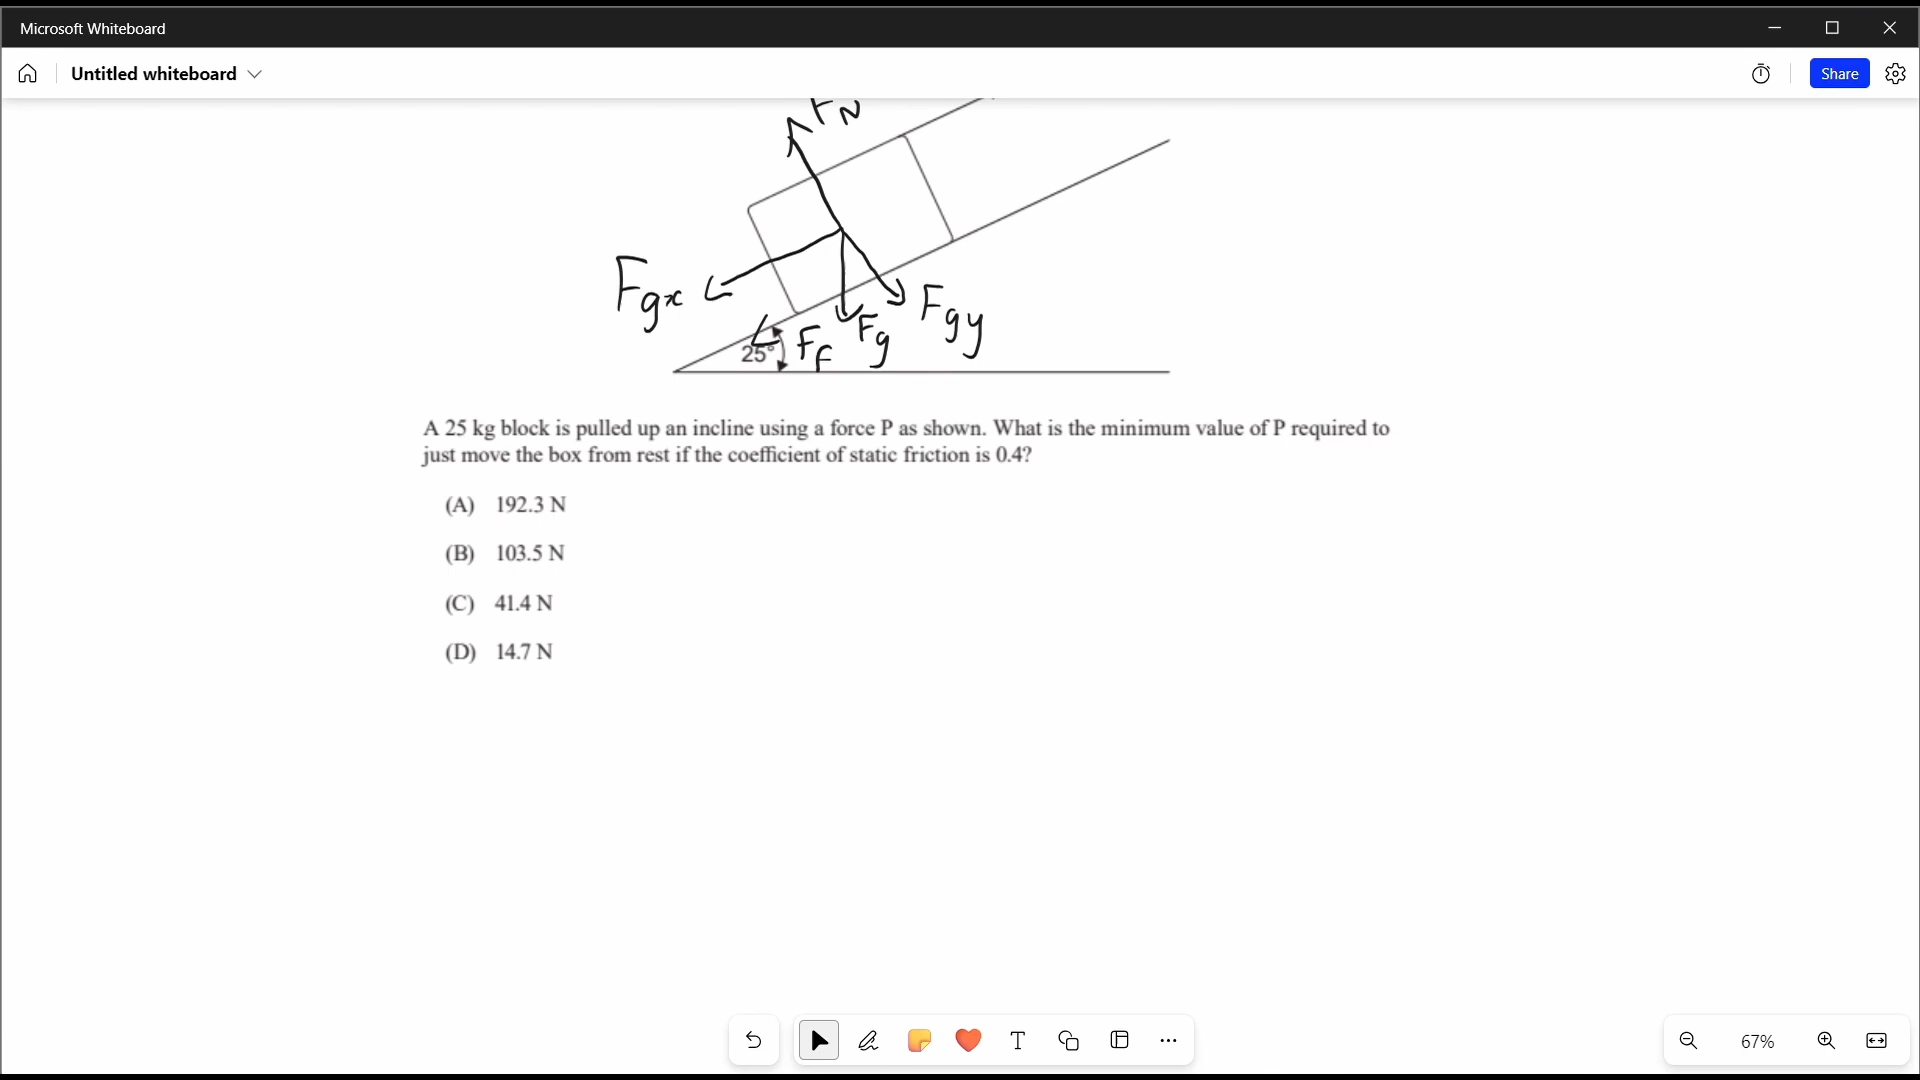 Microsoft Whiteboard
Untitled whiteboard
Share
FN
Fgx
Fgy
Fg
Ff
25°
A 25 kg block is pulled up an incline using a force P as shown. What is the minimum value of P required to
just move the box from rest if the coefficient of static friction is 0.4?
(A) 192.3 N
(B) 103.5 N
(C) 41.4 N
(D) 14.7 N
67%